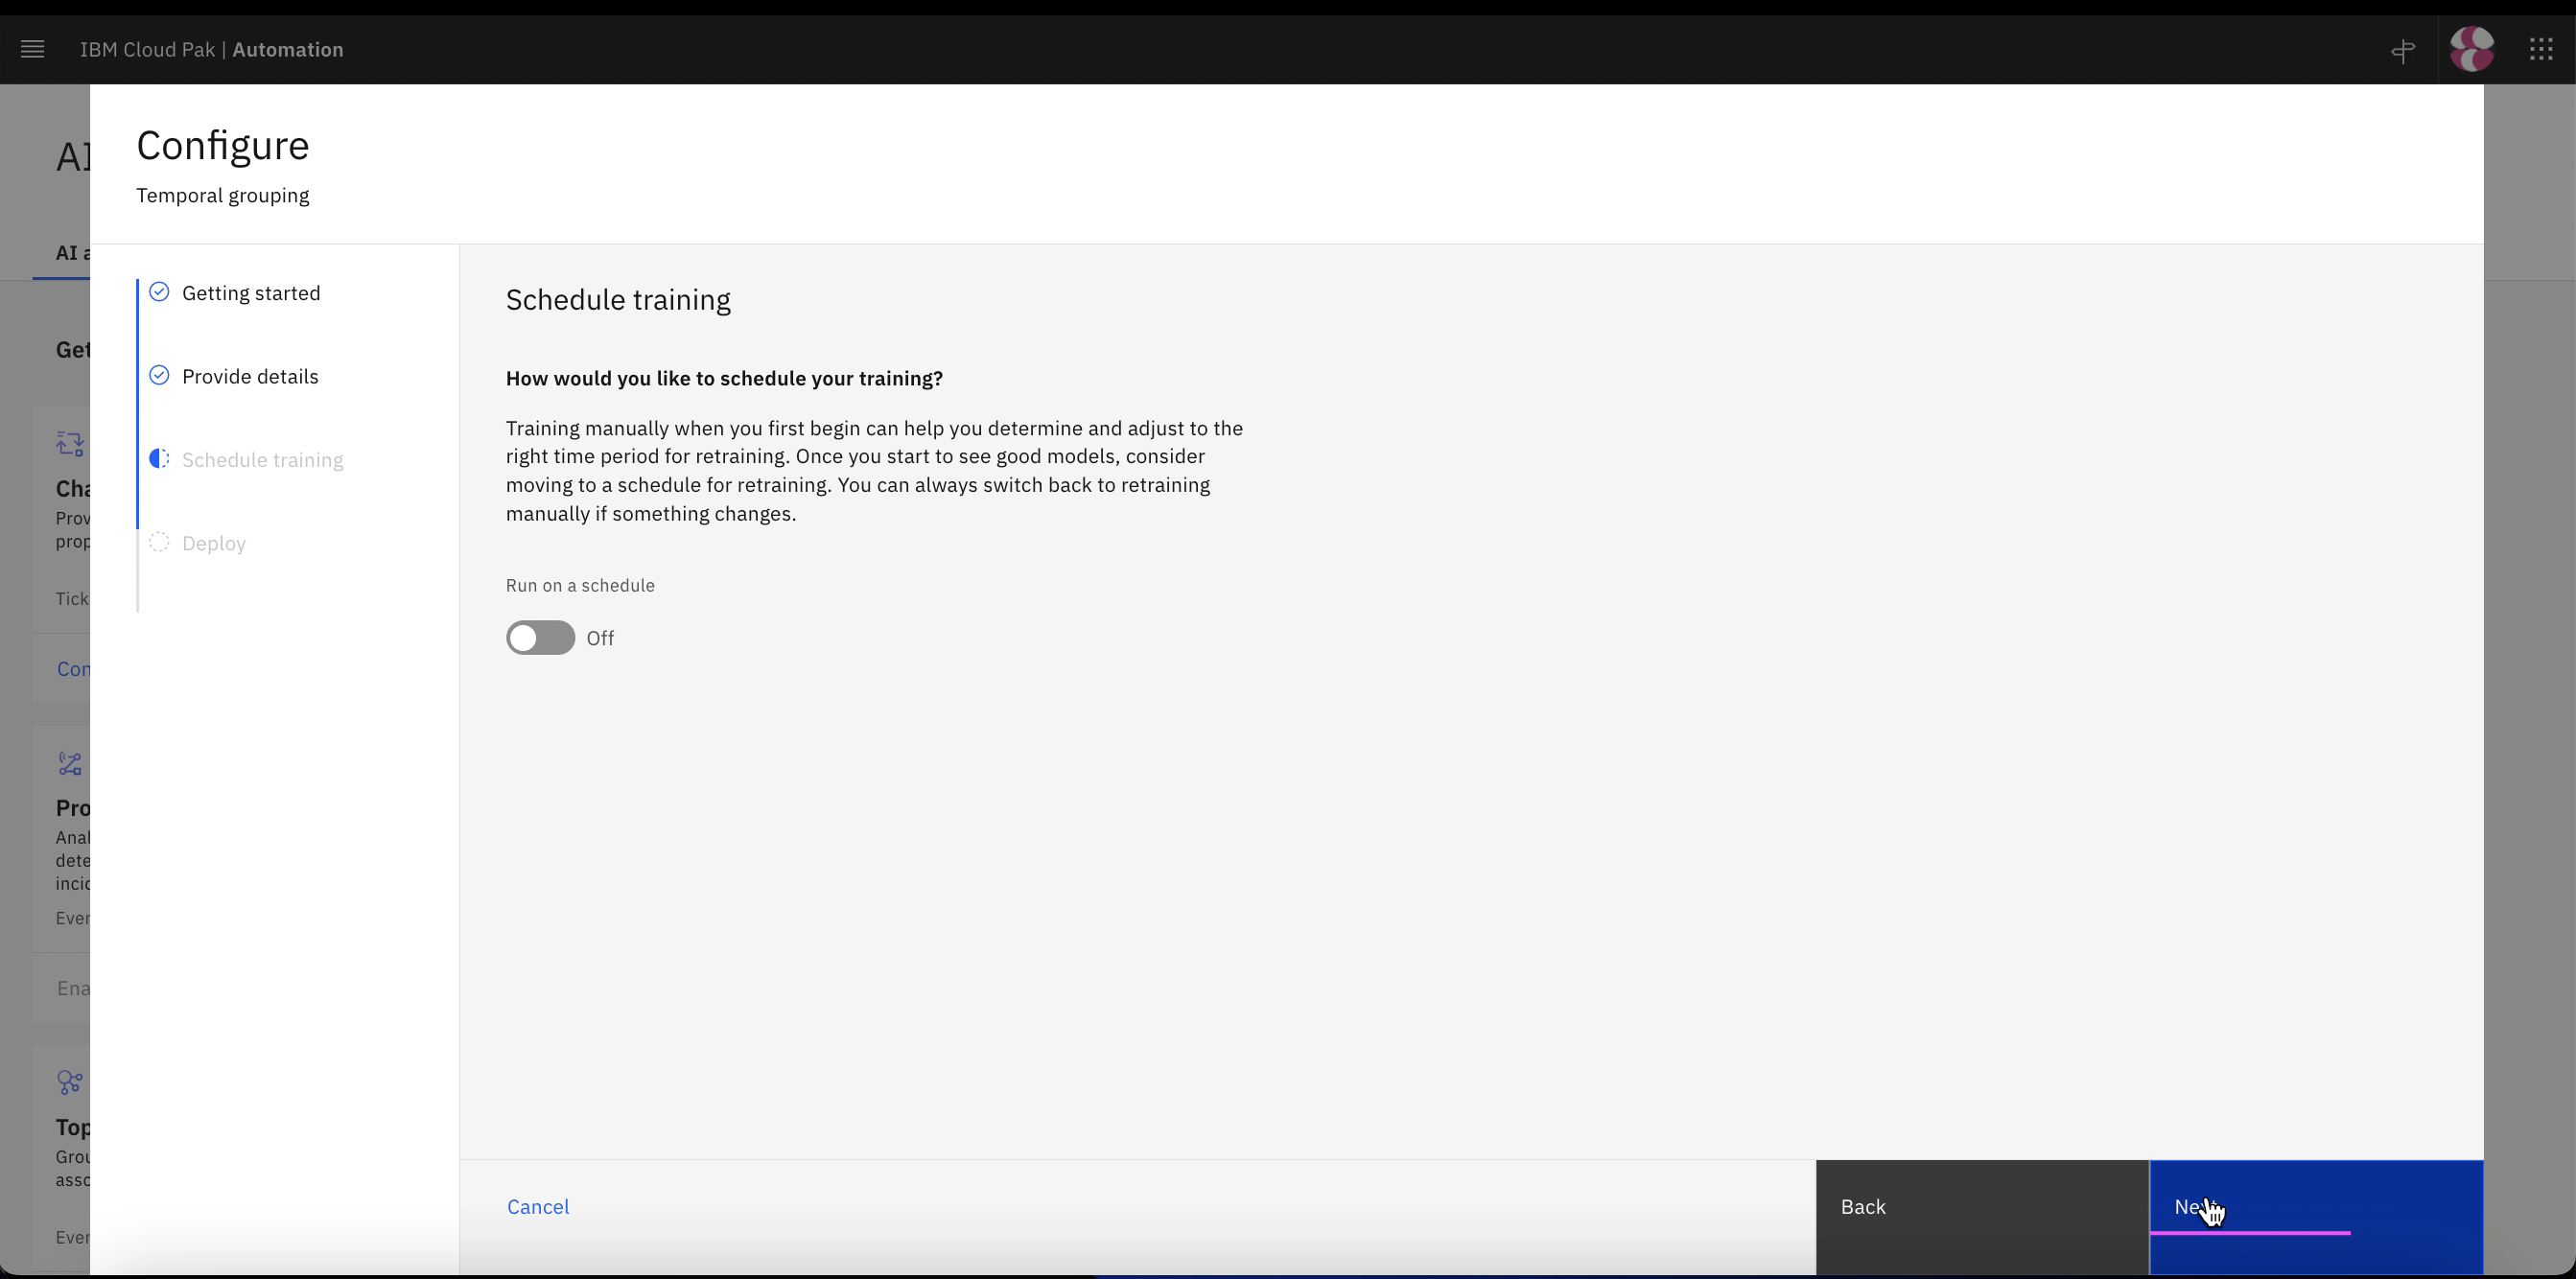 IBM Cloud Pak | Automation
Configure
Temporal grouping
Getting started
Provide details
Schedule training
Deploy
Schedule training
How would you like to schedule your training?
Training manually when you first begin can help you determine and adjust to the
right time period for retraining. Once you start to see good models, consider
moving to a schedule for retraining. You can always switch back to retraining
manually if something changes.
Run on a schedule
Off
Cancel
Back
Next
AI
AI a
Get
Cha
Prov
prop
Tick
Con
Pro
Anal
dete
incid
Even
Ena
Top
Grou
asso
Even